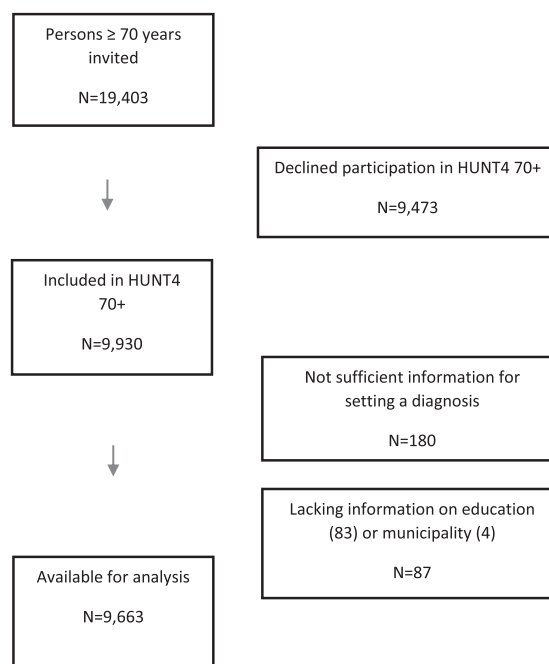 Persons ≥ 70 years
invited
N=19,403
Declined participation in HUNT4 70+
N=9,473
Included in HUNT4
70+
N=9,930
Not sufficient information for
setting a diagnosis
N=180
Lacking information on education
(83) or municipality (4)
N=87
Available for analysis
N=9,663